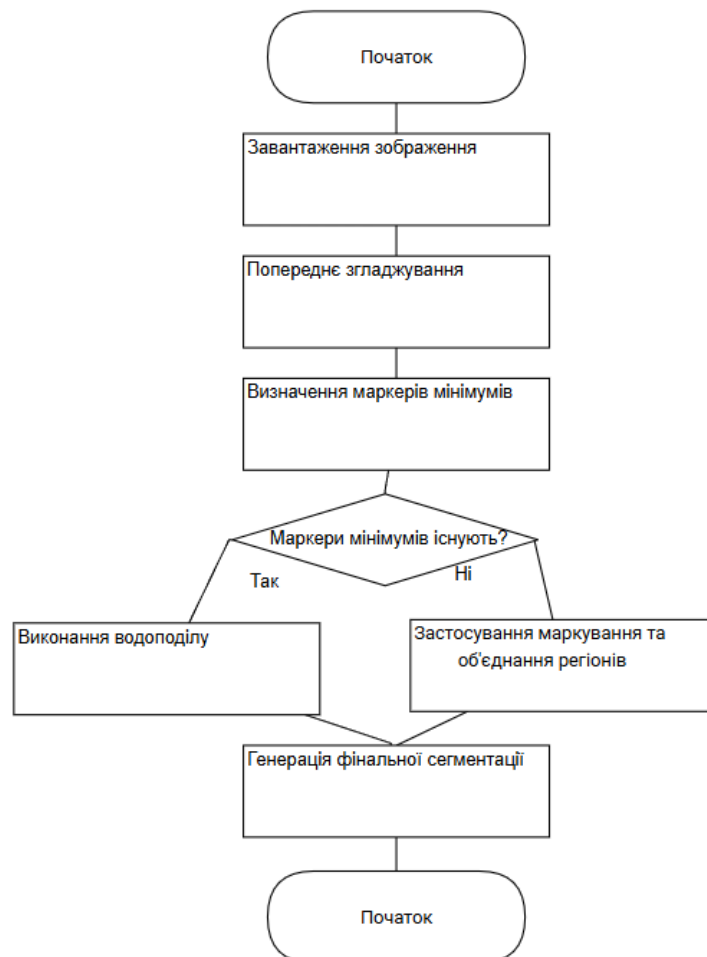 Початок
Завантаження зображення
Попереднє згладжування
Визначення маркерів мінімумів
Маркери мінімумів існують?
Так
Ні
Виконання водоподілу
Застосування маркування та
об'єднання регіонів
Генерація фінальної сегментації
Початок